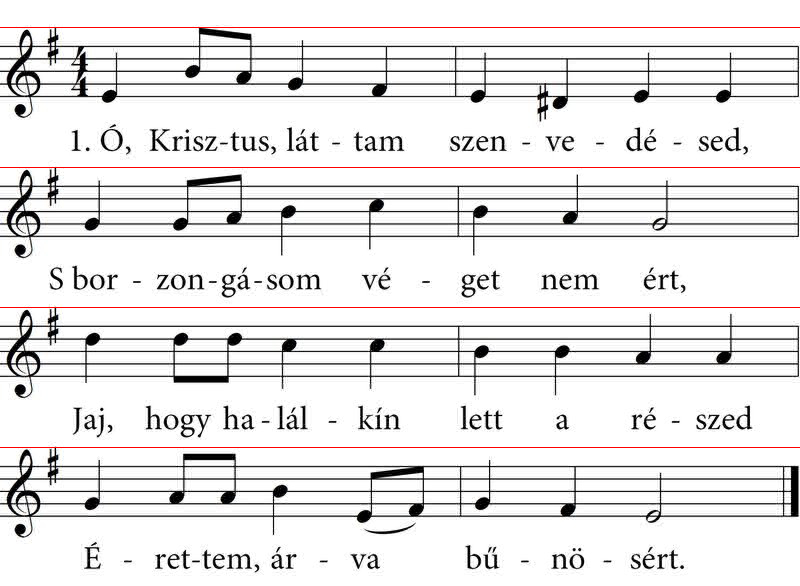 1. Ó, Krisz-tus, lát - tam szen - ve - dé - sed,
S bor - zon-gá-som vé - get nem ért,
Jaj, hogy ha-lál - kín lett a ré - szed
É - ret-tem, ár - va bű - nö - sért.